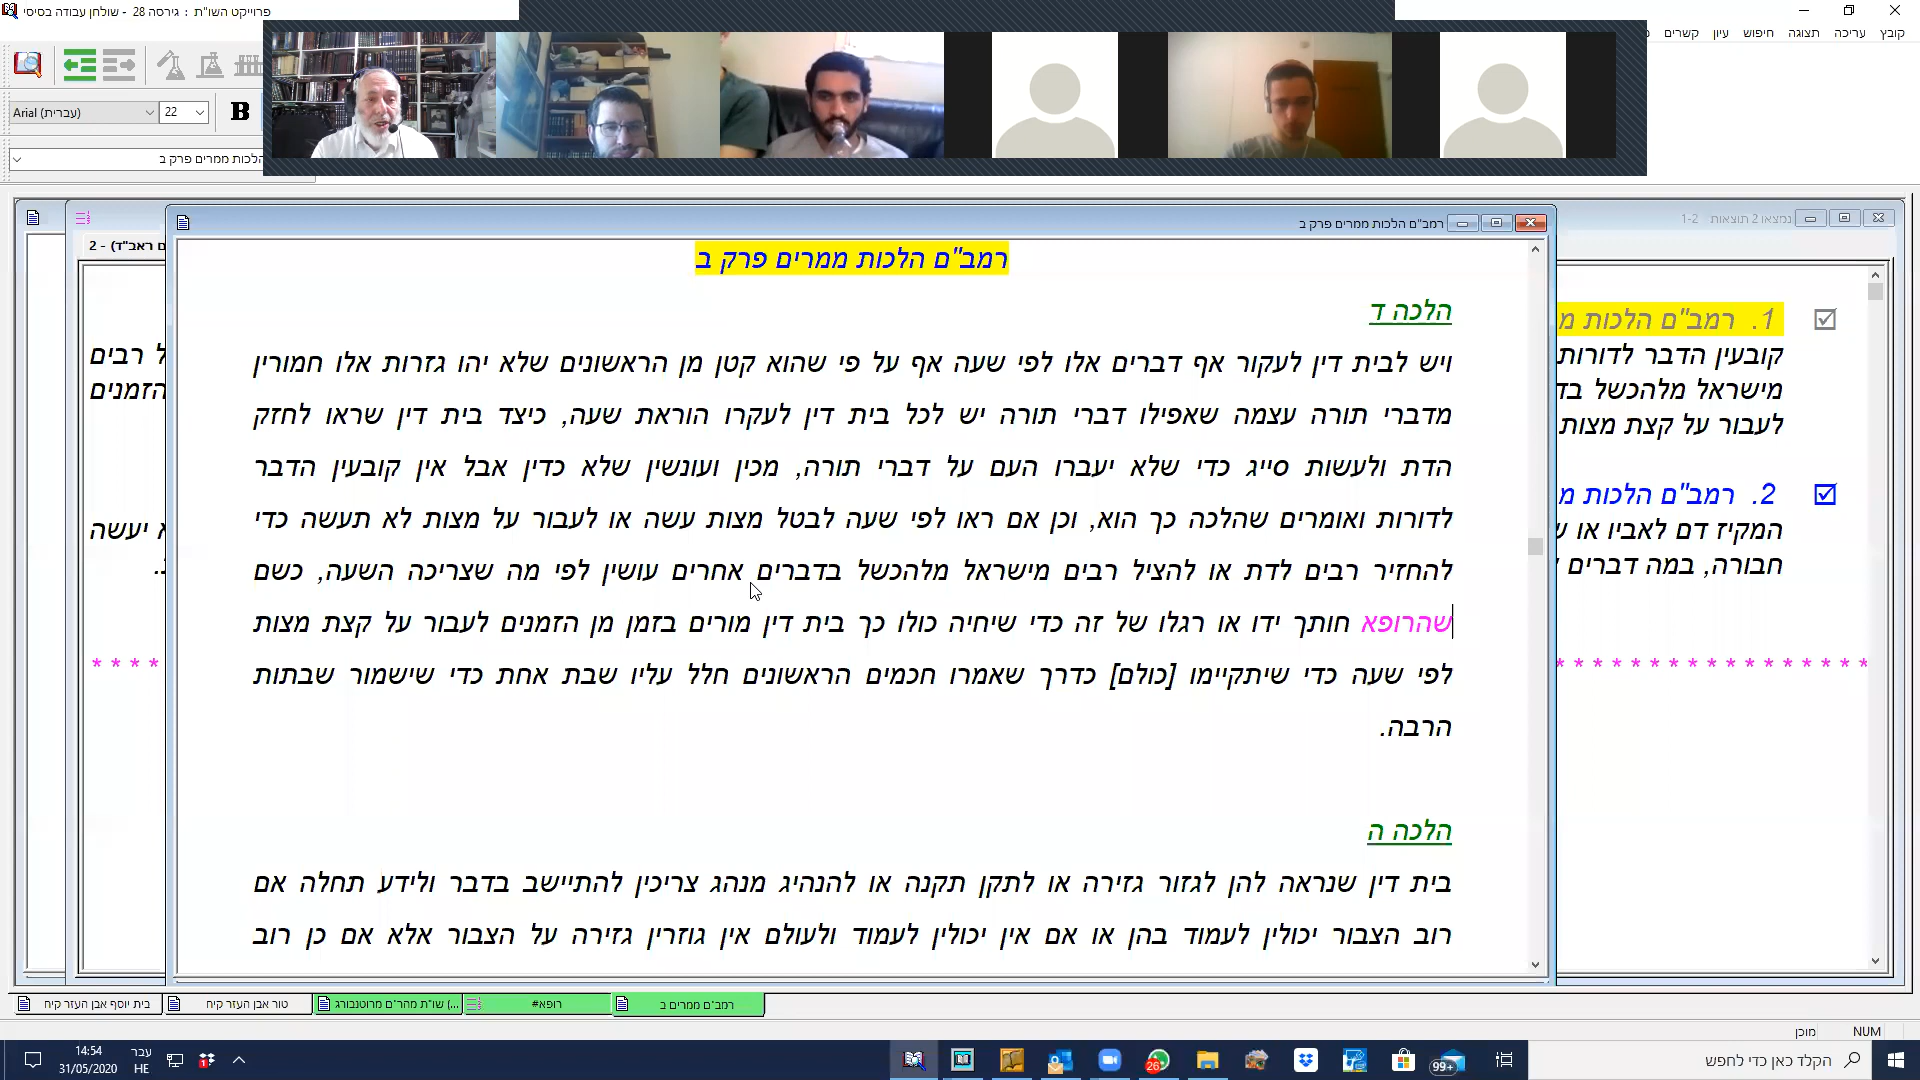 פרוייקט השו"ת : גירסה 28 - שולחן עבודה בסיסי
קובץ עריכה תצוגה חיפוש עיון קשרים
Arial (עברית) 22 B
הלכות ממרים פרק ב
נמצאו 2 תוצאות 1-2
רמב"ם הלכות ממרים פרק ב
ם ראב"ד) - 2
רמב"ם הלכות ממרים פרק ב
הלכה ד
ויש לבית דין לעקור אף דברים אלו לפי שעה אף על פי שהוא קטן מן הראשונים שלא יהו גזרות אלו חמורין
מדברי תורה עצמה שאפילו דברי תורה יש לכל בית דין לעקרו הוראת שעה, כיצד בית דין שראו לחזק
הדת ולעשות סייג כדי שלא יעברו העם על דברי תורה, מכין ועונשין שלא כדין אבל אין קובעין הדבר
לדורות ואומרים שהלכה כך הוא, וכן אם ראו לפי שעה לבטל מצות עשה או לעבור על מצות לא תעשה כדי
להחזיר רבים לדת או להציל רבים מישראל מלהכשל בדברים אחרים עושין לפי מה שצריכה השעה, כשם
שהרופא חותך ידו או רגלו של זה כדי שיחיה כולו כך בית דין מורים בזמן מן הזמנים לעבור על קצת מצות
לפי שעה כדי שיתקיימו [כולם] כדרך שאמרו חכמים הראשונים חלל עליו שבת אחת כדי שישמור שבתות
הרבה.
הלכה ה
בית דין שנראה להן לגזור גזירה או לתקן תקנה או להנהיג מנהג צריכין להתיישב בדבר ולידע תחלה אם
רוב הצבור יכולין לעמוד בהן או אם אין יכולין לעמוד ולעולם אין גוזרין גזירה על הצבור אלא אם כן רוב
1. רמב"ם הלכות מ
קובעין הדבר לדורות
מישראל מלהכשל בד
לעבור על קצת מצות
2. רמב"ם הלכות מ
המקיז דם לאביו או ש
חבורה, במה דברים
****************
ל רבים
הזמנים
א יעשה
****
רמב"ם ממרים ב
רופא#
שו"ת מהר"ם מרוטנבורג (...
טור אבן העזר קיח
בית יוסף אבן העזר קיח
מוכן NUM
הקלד כאן כדי לחפש
99+
26
1
עבר
HE
14:54
31/05/2020